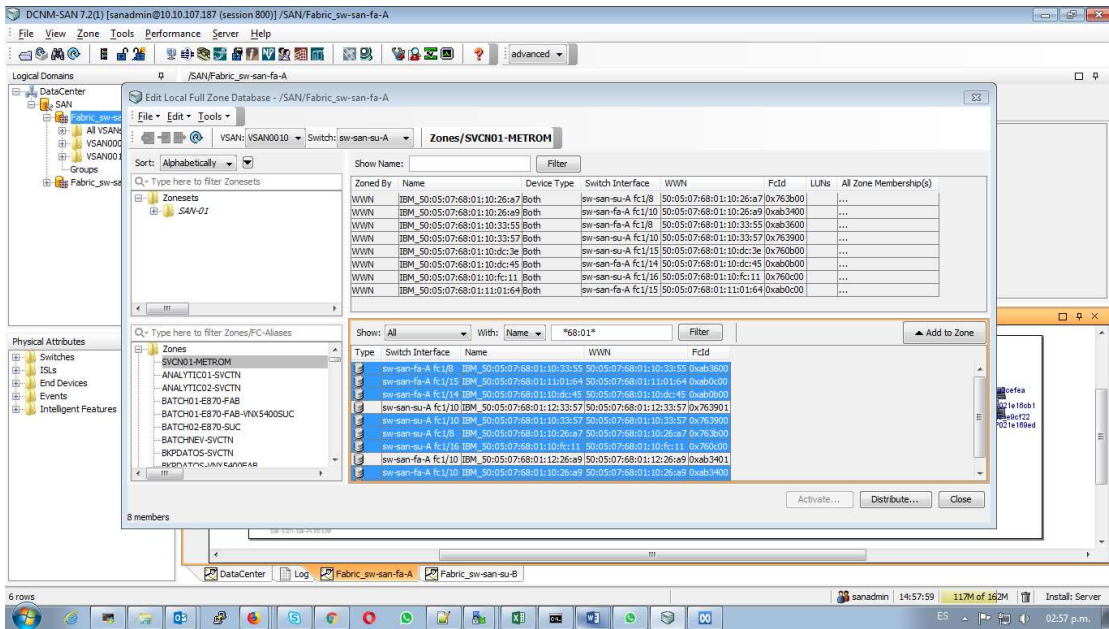 DCNM-SAN 7.2(1) [sanadmin@10.10.107.187 (session 800)] /SAN/Fabric_sw-san-fa-A
File View Zone Tools Performance Server Help
advanced
Logical Domains
/SAN/Fabric_sw-san-fa-A
DataCenter
SAN
Fabric_sw-sa
All VSANs
VSAN000
VSAN001
Groups
Fabric_sw-sa
Edit Local Full Zone Database - /SAN/Fabric_sw-san-fa-A
File Edit Tools
VSAN: VSAN0010 Switch: sw-san-su-A Zones/SVCN01-METROM
Sort: Alphabetically
Type here to filter Zonesets
Zonesets
SAN-01
Show Name: Filter
Zoned By Name Device Type Switch Interface WWN FcId LUNs All Zone Membership(s)
WWN IBM_50:05:07:68:01:10:26:a7 Both sw-san-su-A fc1/8 50:05:07:68:01:10:26:a7 0x763b00 ...
WWN IBM_50:05:07:68:01:10:26:a9 Both sw-san-fa-A fc1/10 50:05:07:68:01:10:26:a9 0xab3400 ...
WWN IBM_50:05:07:68:01:10:33:55 Both sw-san-fa-A fc1/8 50:05:07:68:01:10:33:55 0xab3600 ...
WWN IBM_50:05:07:68:01:10:33:57 Both sw-san-su-A fc1/10 50:05:07:68:01:10:33:57 0x763900 ...
WWN IBM_50:05:07:68:01:10:dc:3e Both sw-san-su-A fc1/15 50:05:07:68:01:10:dc:3e 0x760b00 ...
WWN IBM_50:05:07:68:01:10:dc:45 Both sw-san-fa-A fc1/14 50:05:07:68:01:10:dc:45 0xab0b00 ...
WWN IBM_50:05:07:68:01:10:fc:11 Both sw-san-su-A fc1/16 50:05:07:68:01:10:fc:11 0x760c00 ...
WWN IBM_50:05:07:68:01:11:01:64 Both sw-san-fa-A fc1/15 50:05:07:68:01:11:01:64 0xab0c00 ...
Type here to filter Zones/FC-Aliases
Zones
SVCN01-METROM
ANALYTIC01-SVCTN
ANALYTIC02-SVCTN
BATCH01-E870-FAB
BATCH01-E870-FAB-VNX5400SUC
BATCH02-E870-SUC
BATCHNEV-SVCTN
BKPDATOS-SVCTN
BKPDATOS-VNX5400FAB
Show: All With: Name *68:01* Filter Add to Zone
Type Switch Interface Name WWN FcId
sw-san-fa-A fc1/8 IBM_50:05:07:68:01:10:33:55 50:05:07:68:01:10:33:55 0xab3600
sw-san-fa-A fc1/15 IBM_50:05:07:68:01:11:01:64 50:05:07:68:01:11:01:64 0xab0c00
sw-san-fa-A fc1/14 IBM_50:05:07:68:01:10:dc:45 50:05:07:68:01:10:dc:45 0xab0b00
sw-san-su-A fc1/10 IBM_50:05:07:68:01:12:33:57 50:05:07:68:01:12:33:57 0x763901
sw-san-su-A fc1/10 IBM_50:05:07:68:01:10:33:57 50:05:07:68:01:10:33:57 0x763900
sw-san-su-A fc1/8 IBM_50:05:07:68:01:10:26:a7 50:05:07:68:01:10:26:a7 0x763b00
sw-san-su-A fc1/16 IBM_50:05:07:68:01:10:fc:11 50:05:07:68:01:10:fc:11 0x760c00
sw-san-fa-A fc1/10 IBM_50:05:07:68:01:12:26:a9 50:05:07:68:01:12:26:a9 0xab3401
sw-san-fa-A fc1/10 IBM_50:05:07:68:01:10:26:a9 50:05:07:68:01:10:26:a9 0xab3400
Activate... Distribute... Close
8 members
Physical Attributes
Switches
ISLs
End Devices
Events
Intelligent Features
cefea
DataCenter Log Fabric_sw-san-fa-A Fabric_sw-san-su-B
6 rows
sanadmin 14:57:59 117M of 162M Install: Server
ES 02:57 p.m.